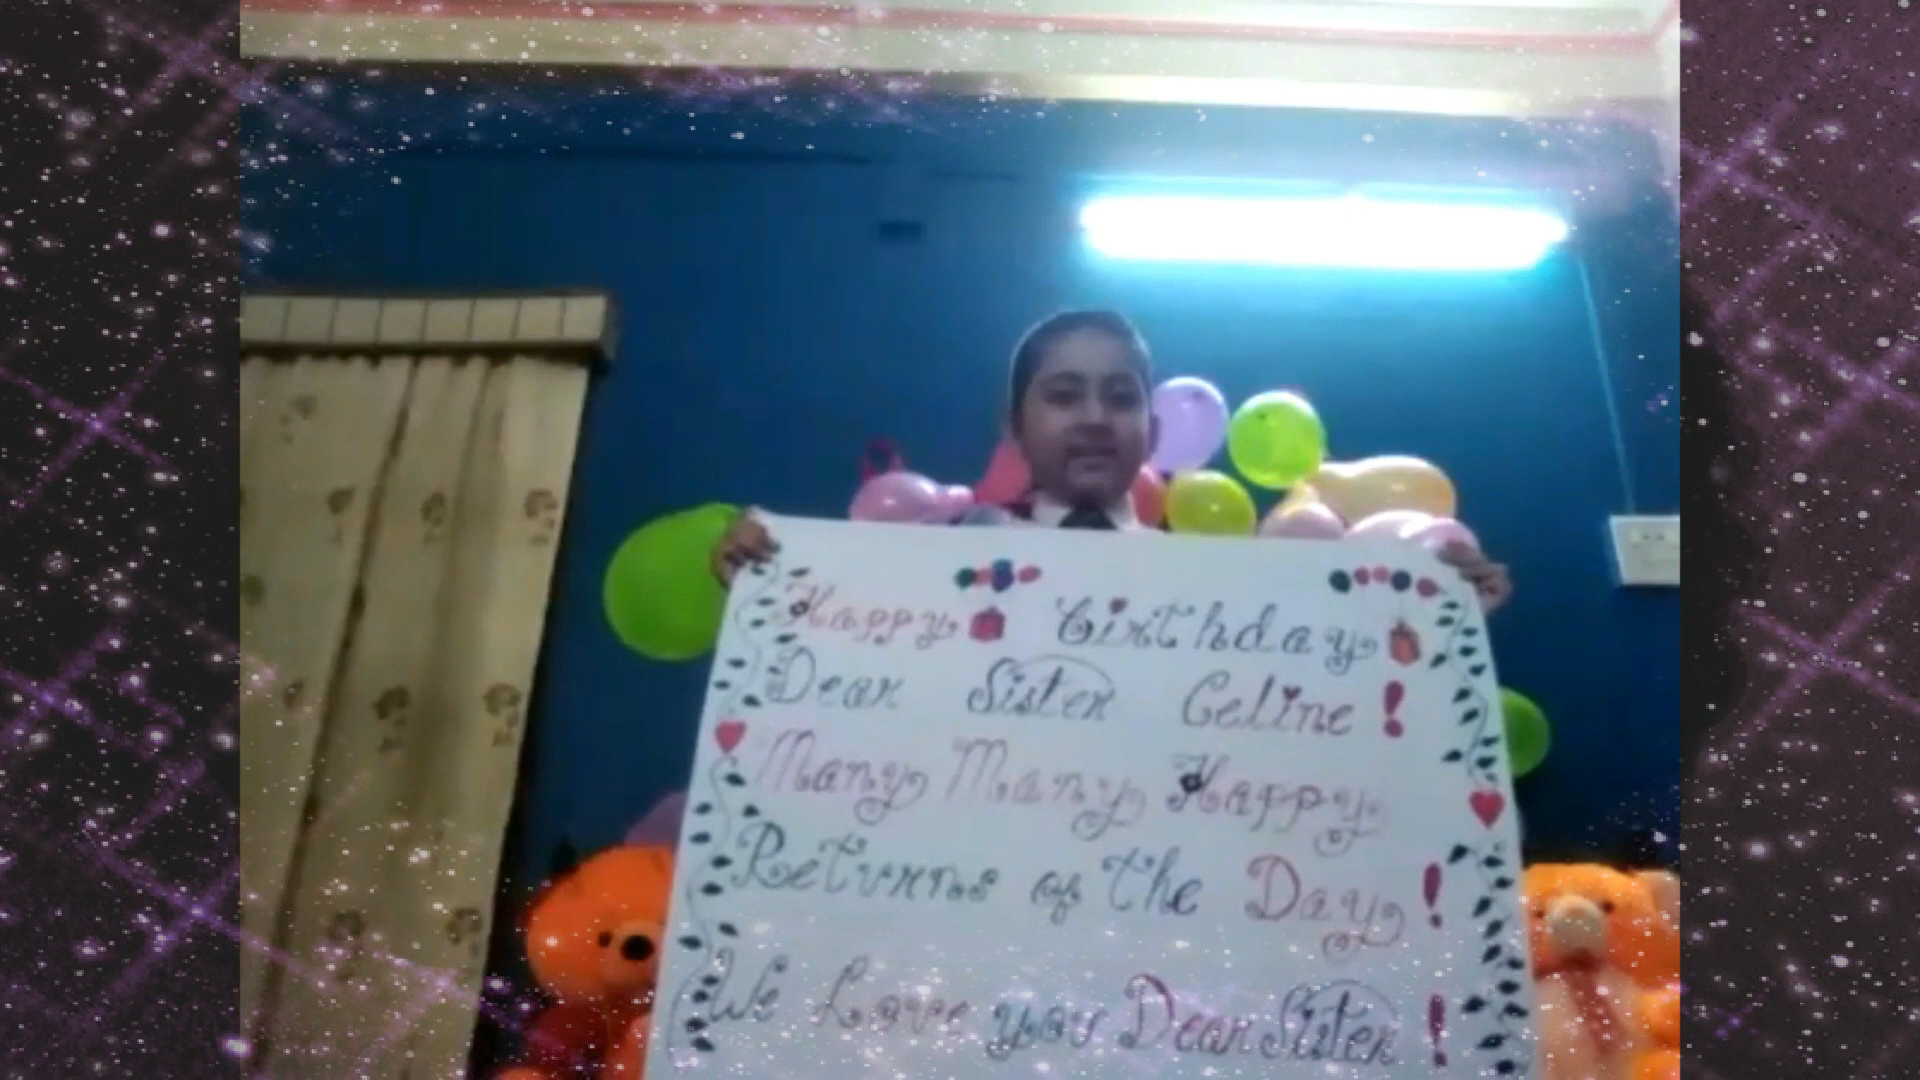 Happy Birthday
Dear Sister Celine!
Many Many Happy
Returns of the Day!
We Love you Dear Sister!